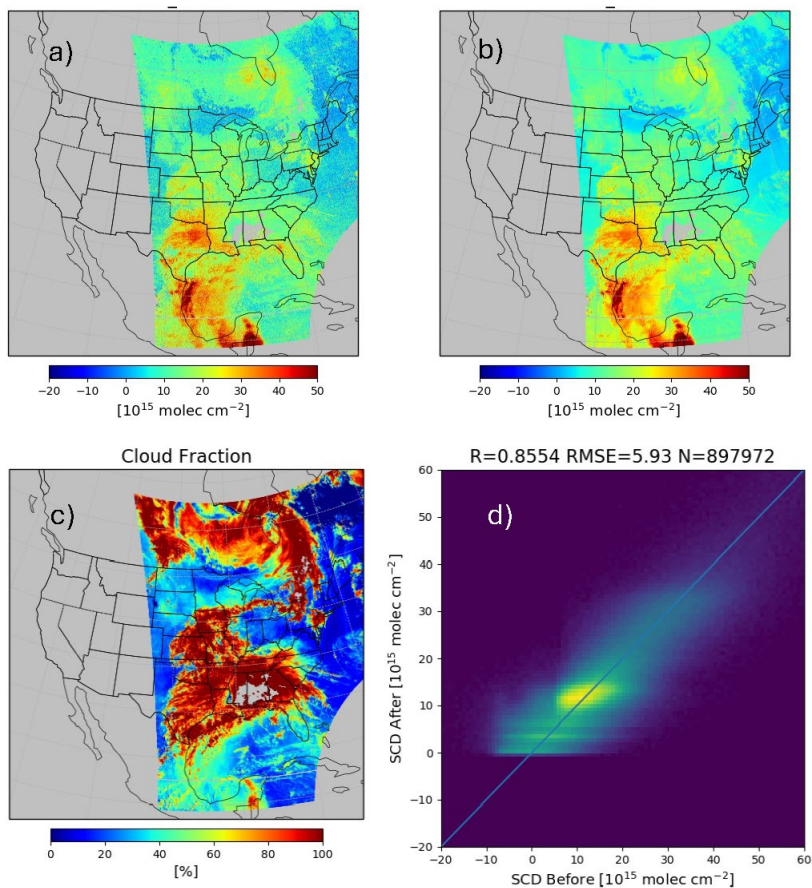 a)
b)
−20 −10 0 10 20 30 40 50
[10¹⁵ molec cm⁻²]
−20 −10 0 10 20 30 40 50
[10¹⁵ molec cm⁻²]
Cloud Fraction
c)
0 20 40 60 80 100
[%]
R=0.8554 RMSE=5.93 N=897972
d)
SCD After [10¹⁵ molec cm⁻²]
60
50
40
30
20
10
0
−10
−20
−20 −10 0 10 20 30 40 50 60
SCD Before [10¹⁵ molec cm⁻²]